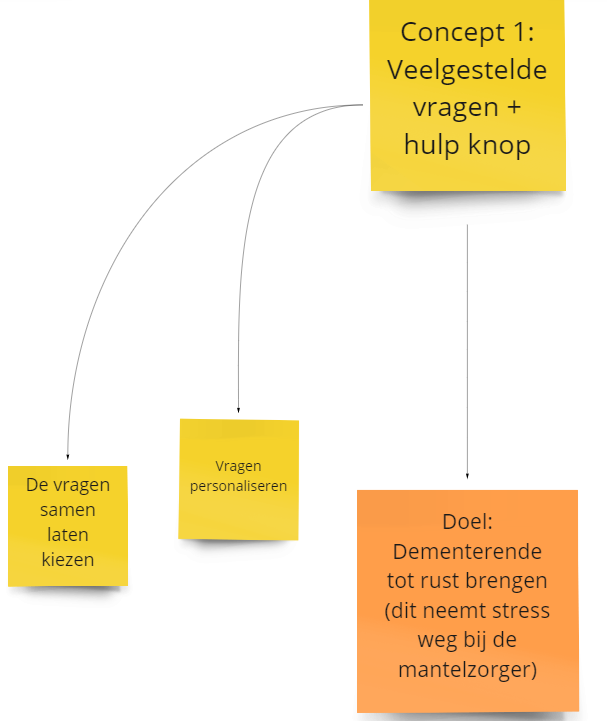 Concept 1:
Veelgestelde
vragen +
hulp knop
De vragen
samen
laten
kiezen
Vragen
personaliseren
Doel:
Dementerende
tot rust brengen
(dit neemt stress
weg bij de
mantelzorger)